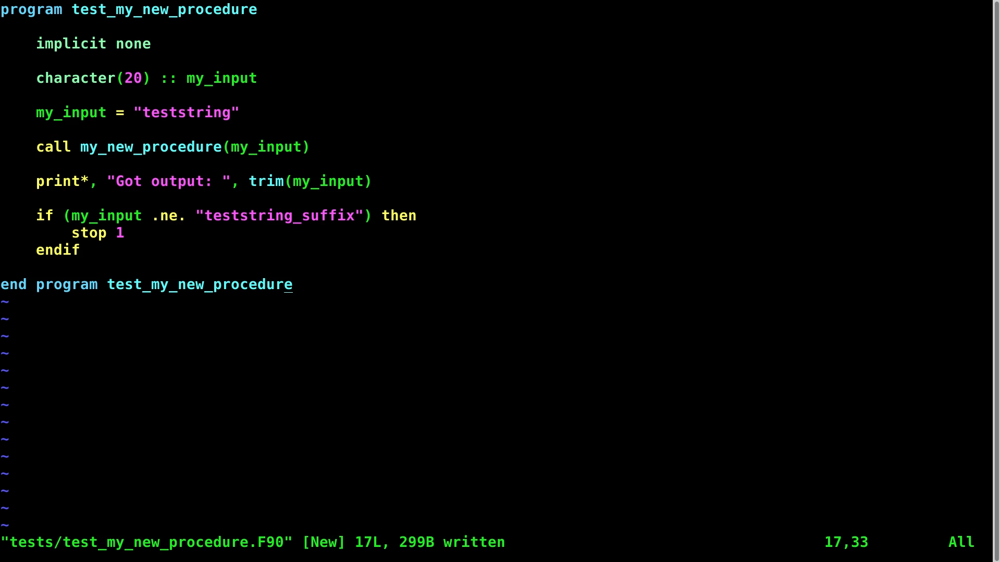 program test_my_new_procedure
    implicit none
    character(20) :: my_input
    my_input = "teststring"
    call my_new_procedure(my_input)
    print*, "Got output: ", trim(my_input)
    if (my_input .ne. "teststring_suffix") then
        stop 1
    endif
end program test_my_new_procedure
~
~
~
~
~
~
~
~
~
~
~
~
~
~
"tests/test_my_new_procedure.F90" [New] 17L, 299B written 17,33 All